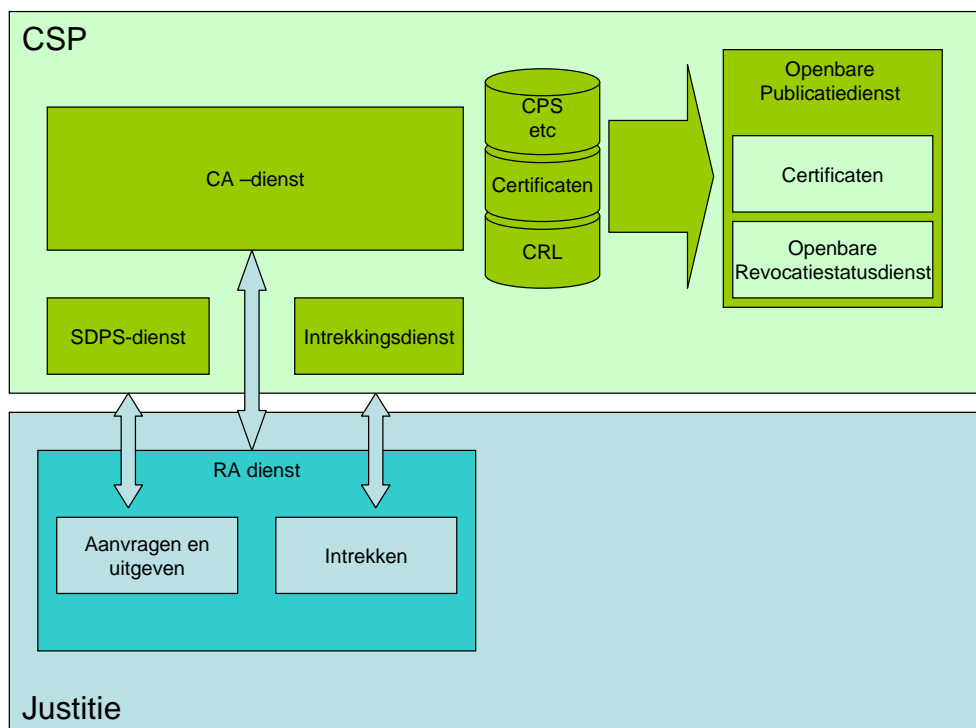 CSP
CA –dienst
CPS
etc
Certificaten
CRL
Openbare
Publicatiedienst
Certificaten
Openbare
Revocatiestatusdienst
SDPS-dienst
Intrekkingsdienst
RA dienst
Aanvragen en
uitgeven
Intrekken
Justitie